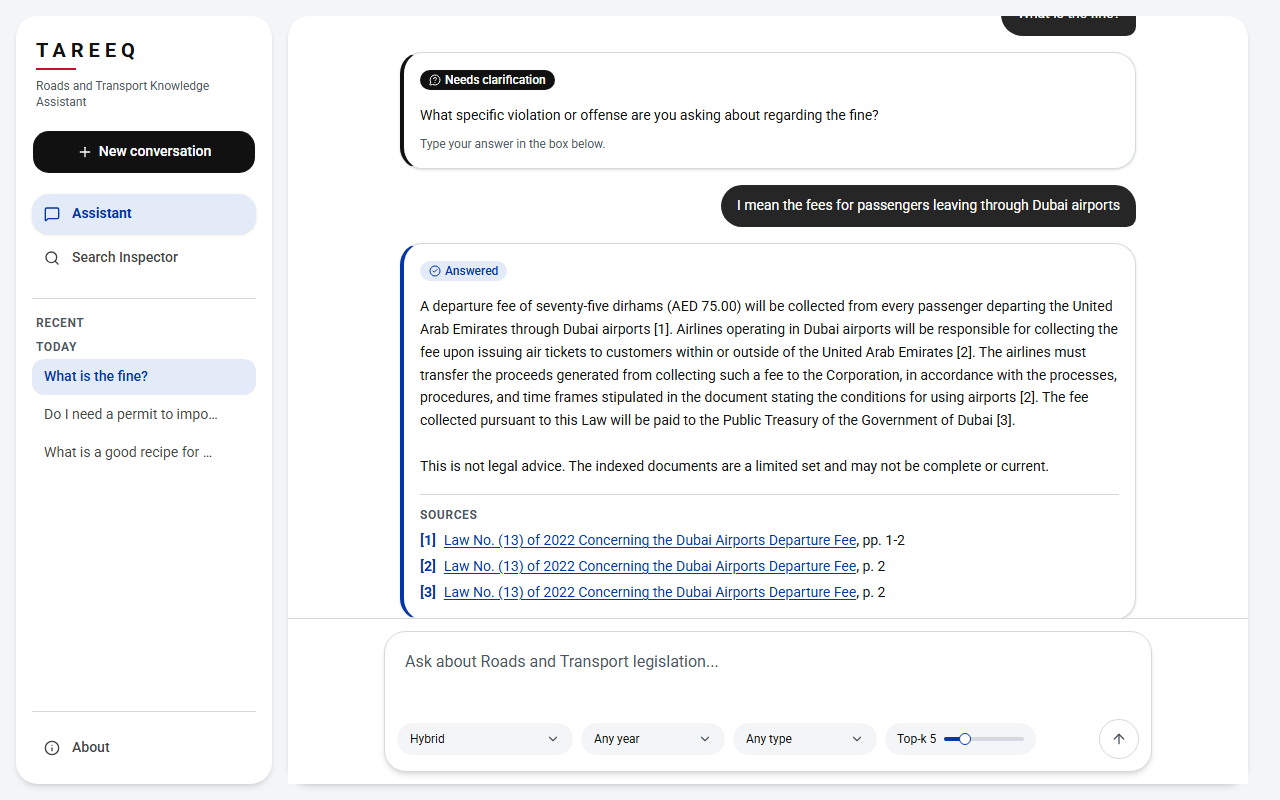 TAREEQ
Roads and Transport Knowledge
Assistant
New conversation
Assistant
Search Inspector
RECENT
TODAY
What is the fine?
Do I need a permit to impo...
What is a good recipe for ...
About
What is the fine?
Needs clarification
What specific violation or offense are you asking about regarding the fine?
Type your answer in the box below.
I mean the fees for passengers leaving through Dubai airports
Answered
A departure fee of seventy-five dirhams (AED 75.00) will be collected from every passenger departing the United
Arab Emirates through Dubai airports [1]. Airlines operating in Dubai airports will be responsible for collecting the
fee upon issuing air tickets to customers within or outside of the United Arab Emirates [2]. The airlines must
transfer the proceeds generated from collecting such a fee to the Corporation, in accordance with the processes,
procedures, and time frames stipulated in the document stating the conditions for using airports [2]. The fee
collected pursuant to this Law will be paid to the Public Treasury of the Government of Dubai [3].
This is not legal advice. The indexed documents are a limited set and may not be complete or current.
SOURCES
[1] Law No. (13) of 2022 Concerning the Dubai Airports Departure Fee, pp. 1-2
[2] Law No. (13) of 2022 Concerning the Dubai Airports Departure Fee, p. 2
[3] Law No. (13) of 2022 Concerning the Dubai Airports Departure Fee, p. 2
Ask about Roads and Transport legislation...
Hybrid
Any year
Any type
Top-k 5